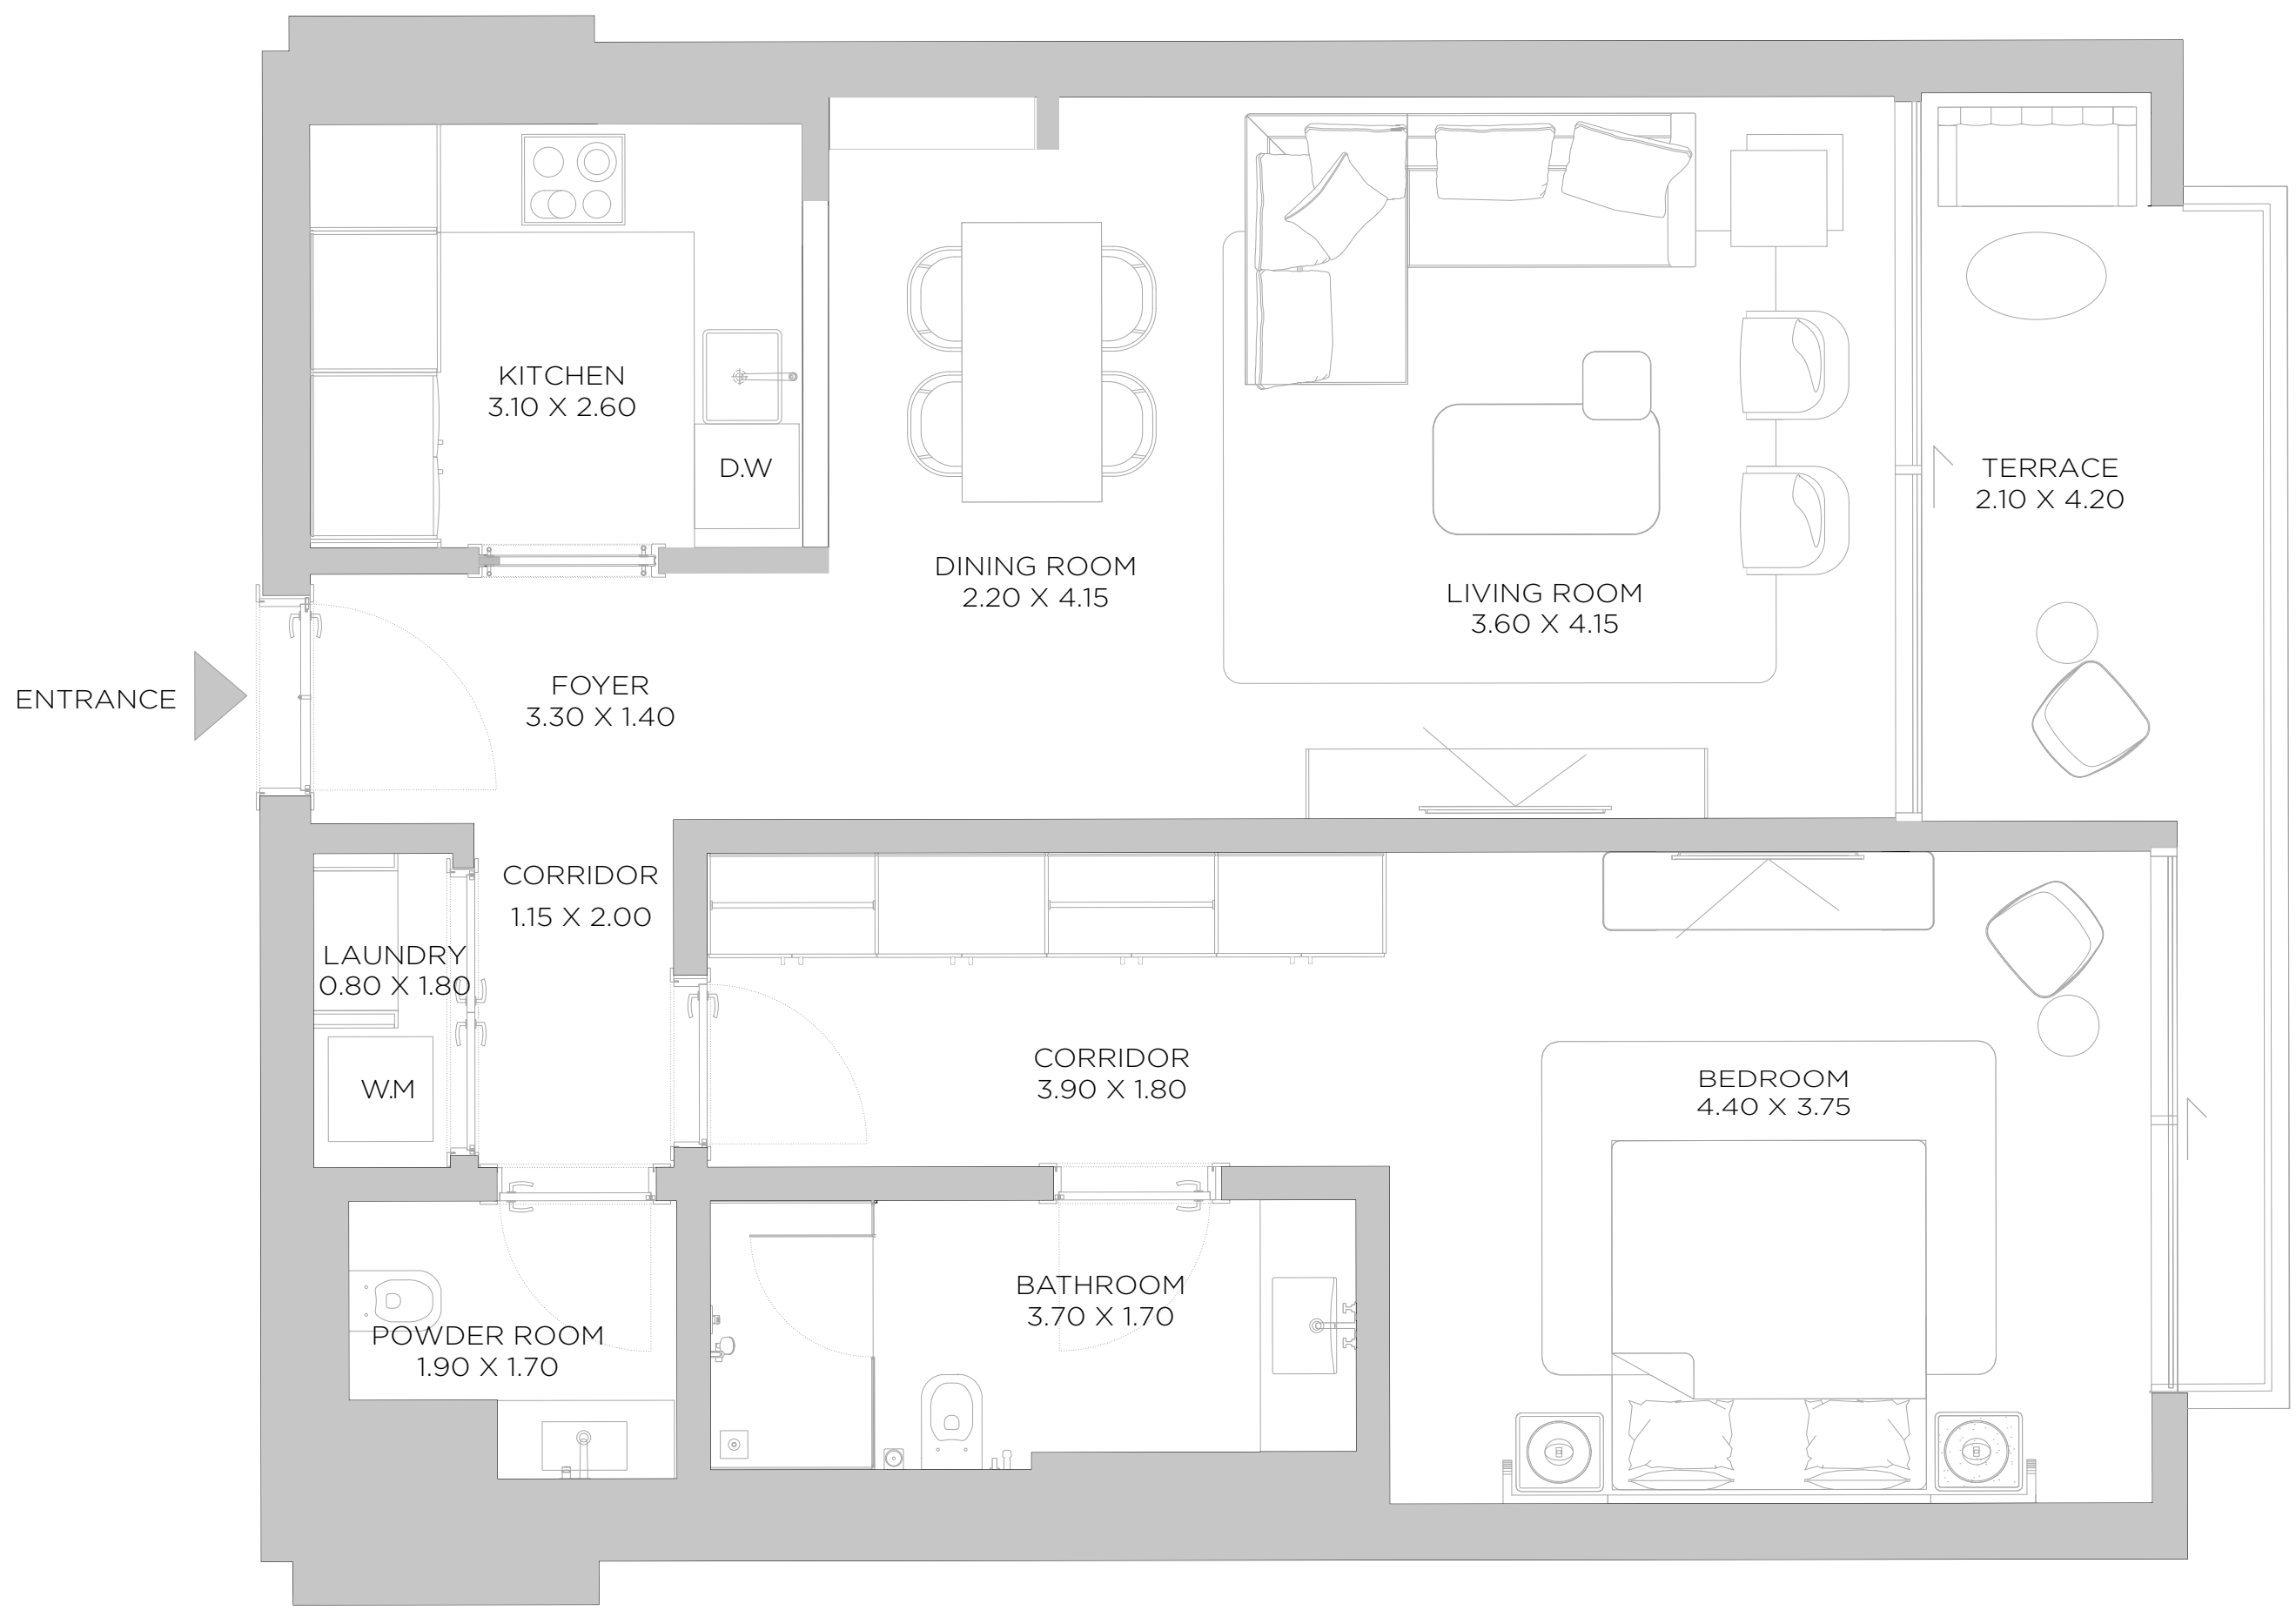 KITCHEN
3.10 X 2.60
D.W
TERRACE
2.10 X 4.20
DINING ROOM
2.20 X 4.15
LIVING ROOM
3.60 X 4.15
ENTRANCE
FOYER
3.30 X 1.40
CORRIDOR
1.15 X 2.00
LAUNDRY
0.80 X 1.80
W.M
CORRIDOR
3.90 X 1.80
BEDROOM
4.40 X 3.75
BATHROOM
3.70 X 1.70
POWDER ROOM
1.90 X 1.70